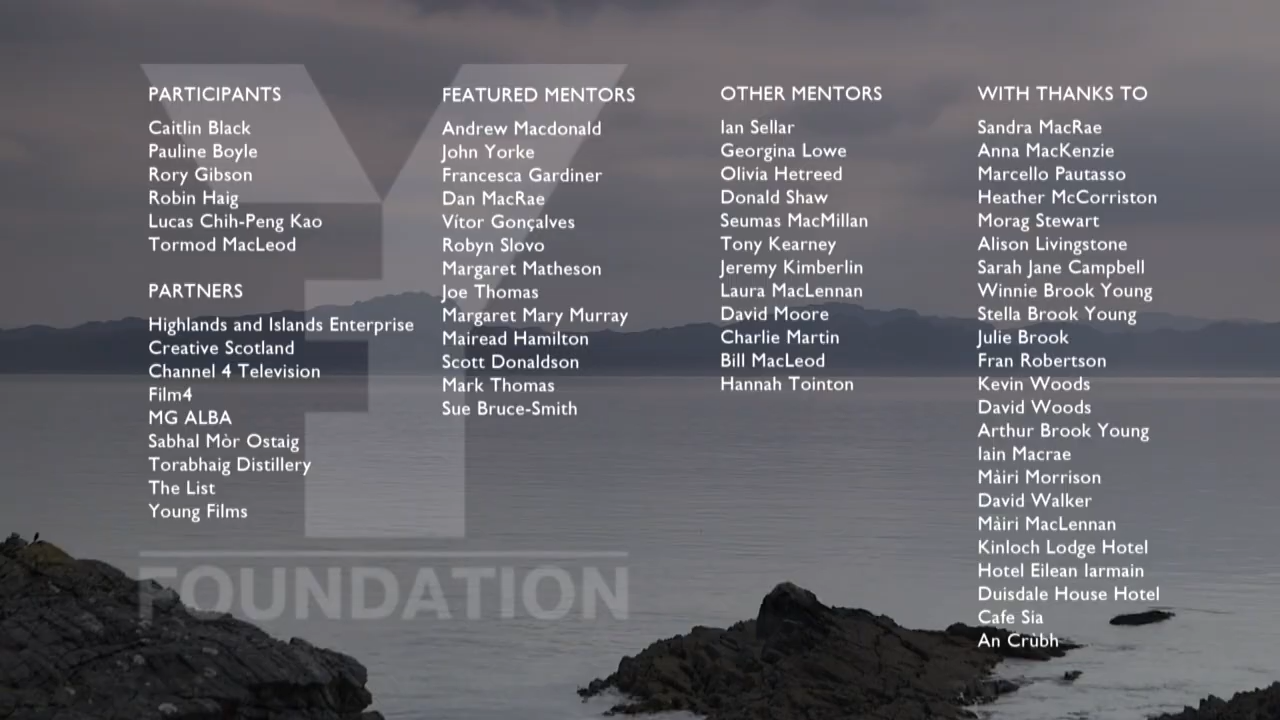 PARTICIPANTS
Caitlin Black
Pauline Boyle
Rory Gibson
Robin Haig
Lucas Chih-Peng Kao
Tormod MacLeod
PARTNERS
Highlands and Islands Enterprise
Creative Scotland
Channel 4 Television
Film4
MG ALBA
Sabhal Mòr Ostaig
Torabhaig Distillery
The List
Young Films
FEATURED MENTORS
Andrew Macdonald
John Yorke
Francesca Gardiner
Dan MacRae
Vítor Gonçalves
Robyn Slovo
Margaret Matheson
Joe Thomas
Margaret Mary Murray
Mairead Hamilton
Scott Donaldson
Mark Thomas
Sue Bruce-Smith
OTHER MENTORS
Ian Sellar
Georgina Lowe
Olivia Hetreed
Donald Shaw
Seumas MacMillan
Tony Kearney
Jeremy Kimberlin
Laura MacLennan
David Moore
Charlie Martin
Bill MacLeod
Hannah Tointon
WITH THANKS TO
Sandra MacRae
Anna MacKenzie
Marcello Pautasso
Heather McCorriston
Morag Stewart
Alison Livingstone
Sarah Jane Campbell
Winnie Brook Young
Stella Brook Young
Julie Brook
Fran Robertson
Kevin Woods
David Woods
Arthur Brook Young
Iain Macrae
Màiri Morrison
David Walker
Màiri MacLennan
Kinloch Lodge Hotel
Hotel Eilean Iarmain
Duisdale House Hotel
Cafe Sia
An Crùbh
YF
FOUNDATION